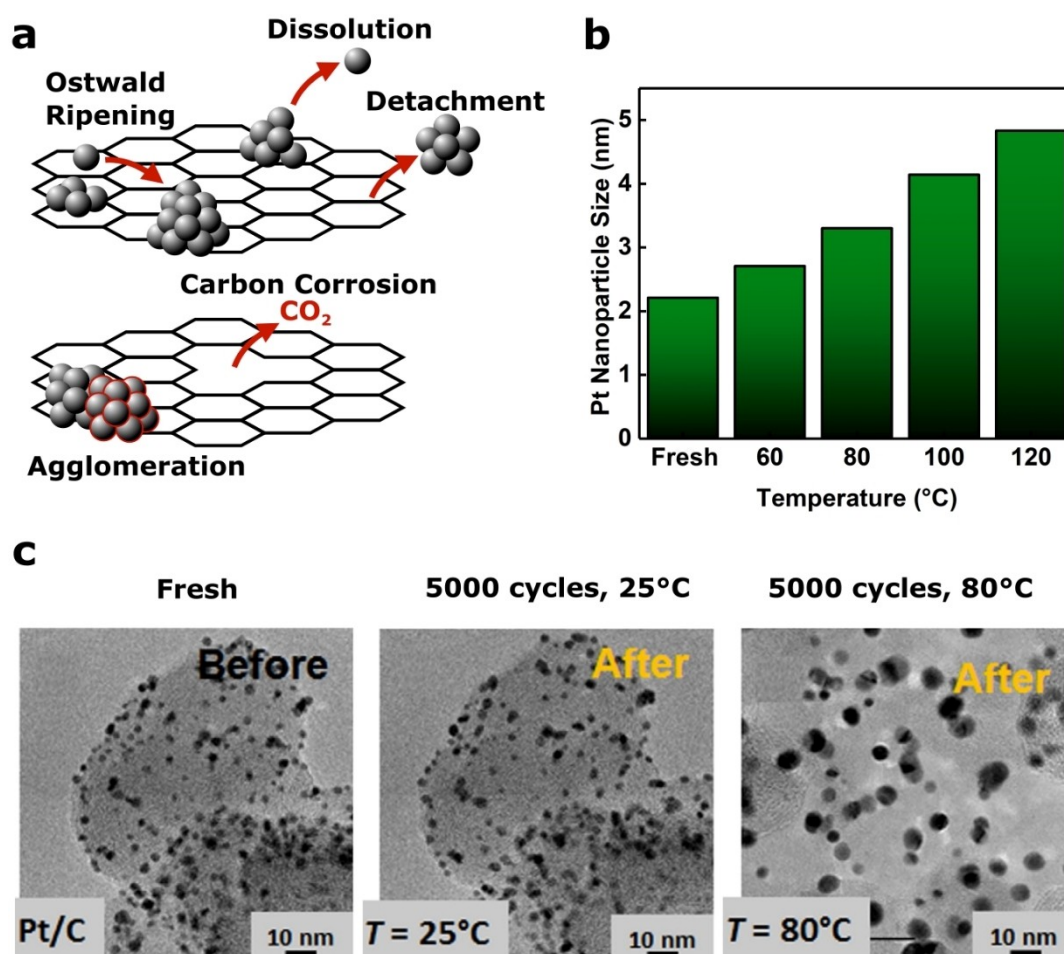 a
Dissolution
Ostwald
Ripening
Detachment
Carbon Corrosion
CO₂
Agglomeration
b
Pt Nanoparticle Size (nm)
5
4
3
2
1
0
Fresh 60 80 100 120
Temperature (°C)
c
Fresh 5000 cycles, 25°C 5000 cycles, 80°C
Before After After
Pt/C 10 nm T = 25°C 10 nm T = 80°C 10 nm